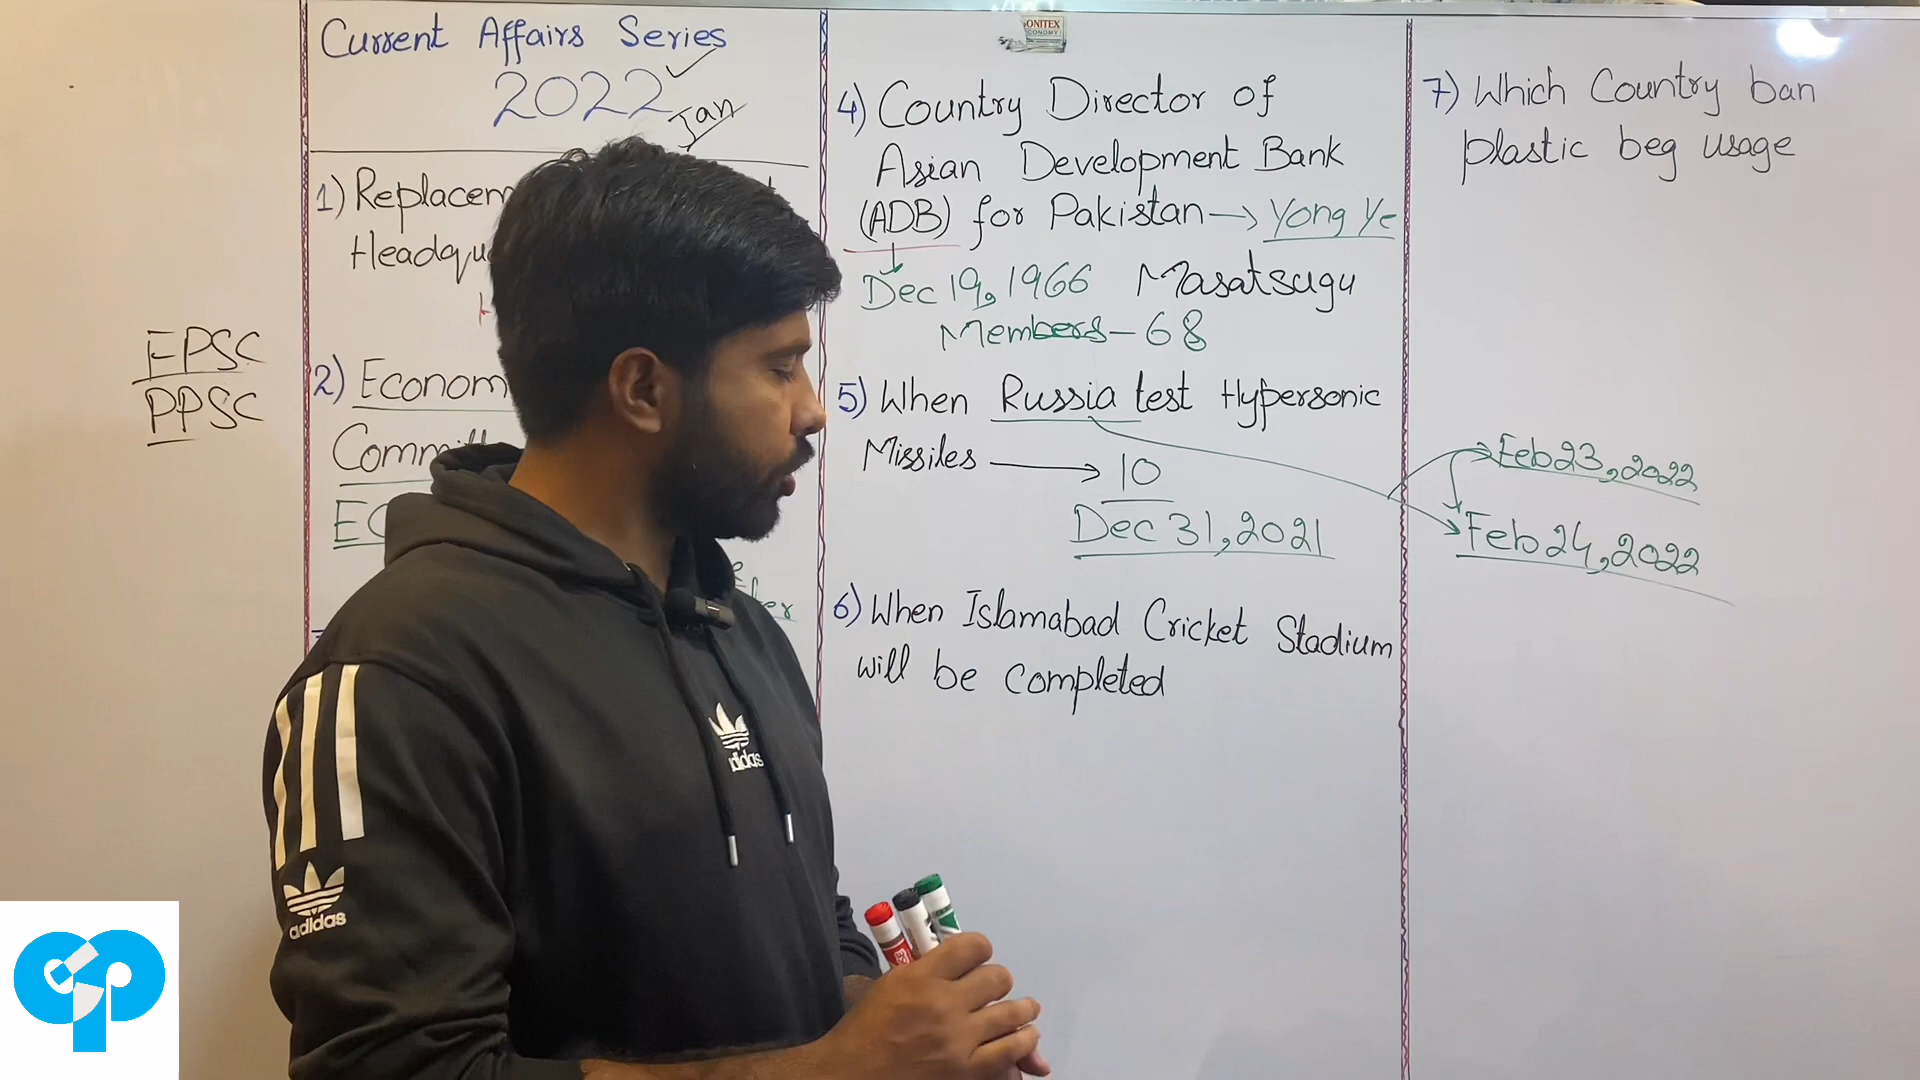 Current Affairs Series
2022
Jan
1) Replacem
Headqu
2) Econom
Comm
EC
FPSC
PPSC
ONITEX
ECONOMY
4) Country Director of
Asian Development Bank
(ADB) for Pakistan → Yong Ye
Dec 19, 1966 Masatsugu
Members - 68
5) When Russia test Hypersonic
Missiles → 10
Dec 31, 2021
6) When Islamabad Cricket Stadium
will be completed
7) Which Country ban
plastic beg usage
Feb 23, 2022
Feb 24, 2022
adidas
adidas